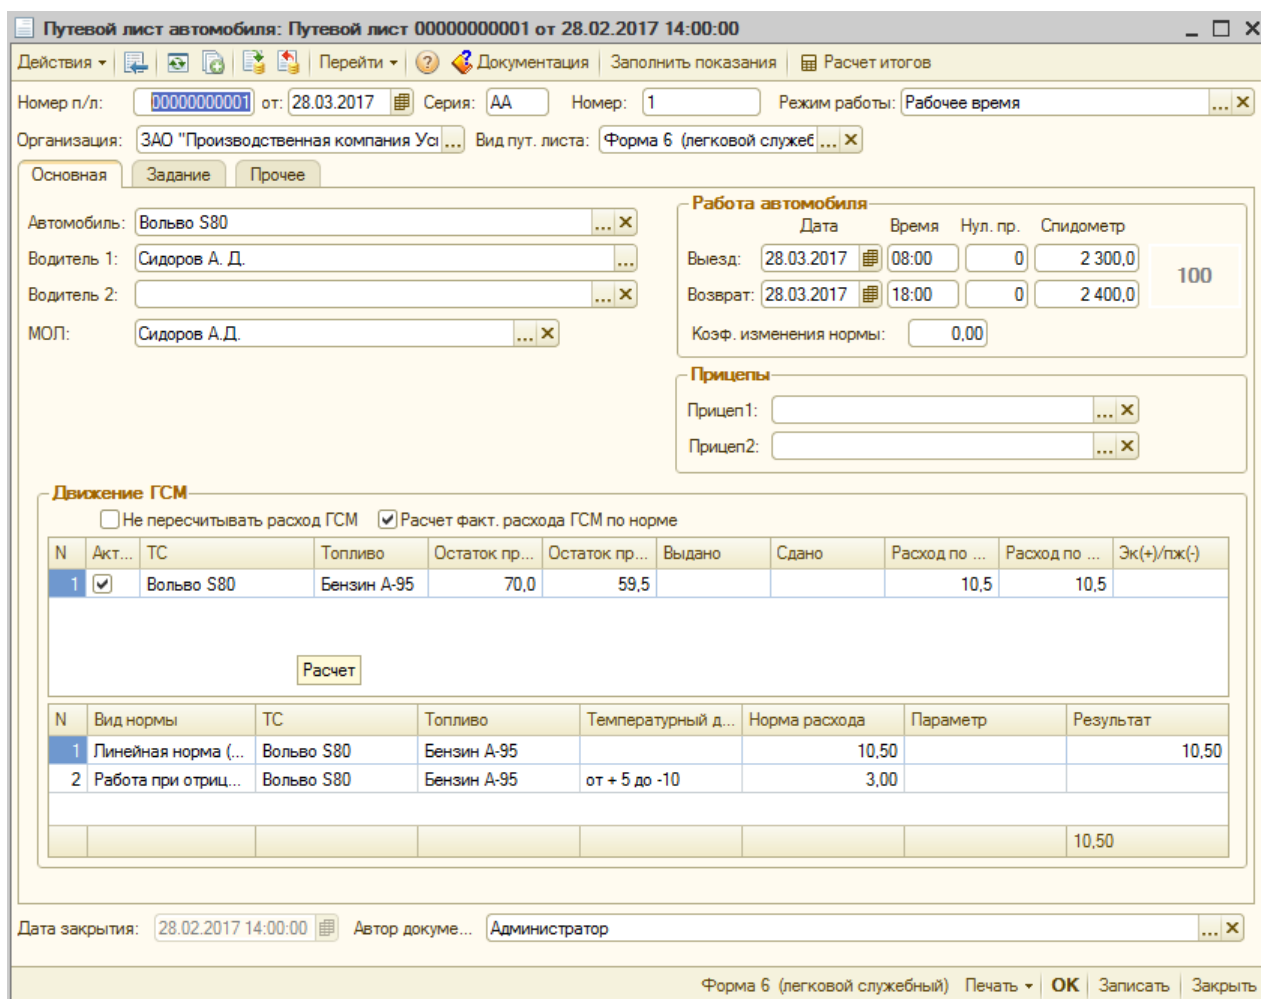 Путевой лист автомобиля: Путевой лист 00000000001 от 28.02.2017 14:00:00
Действия Перейти Документация Заполнить показания Расчет итогов
Номер п/л: 00000000001 от: 28.03.2017 Серия: АА Номер: 1 Режим работы: Рабочее время ...
Организация: ЗАО "Производственная компания Ус ... Вид пут. листа: Форма 6 (легковой служеб ...
Основная Задание Прочее
Автомобиль: Вольво S80 ...
Водитель 1: Сидоров А. Д. ...
Водитель 2: ...
МОЛ: Сидоров А.Д. ...
Работа автомобиля
Дата Время Нул. пр. Спидометр
Выезд: 28.03.2017 08:00 0 2 300,0
Возврат: 28.03.2017 18:00 0 2 400,0
100
Коэф. изменения нормы: 0,00
Прицепы
Прицеп1: ...
Прицеп2: ...
Движение ГСМ
Не пересчитывать расход ГСМ Расчет факт. расхода ГСМ по норме
N Акт... ТС Топливо Остаток пр... Остаток пр... Выдано Сдано Расход по ... Расход по ... Эк(+)/пж(-)
1 Вольво S80 Бензин А-95 70,0 59,5 10,5 10,5
Расчет
N Вид нормы ТС Топливо Температурный д... Норма расхода Параметр Результат
1 Линейная норма (... Вольво S80 Бензин А-95 10,50 10,50
2 Работа при отриц... Вольво S80 Бензин А-95 от + 5 до -10 3,00
10,50
Дата закрытия: 28.02.2017 14:00:00 Автор докуме... Администратор ...
Форма 6 (легковой служебный) Печать OK Записать Закрыть